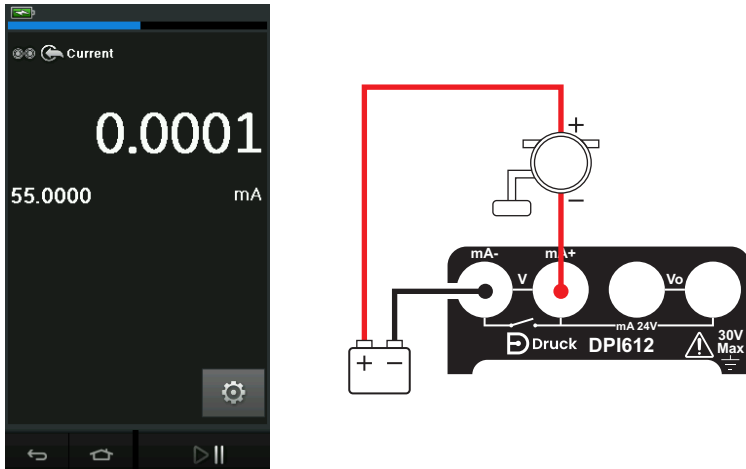 Current
0.0001
55.0000 mA
+
−
mA- mA+
V Vo
mA 24V
+ −
Druck DPI612
30V
Max